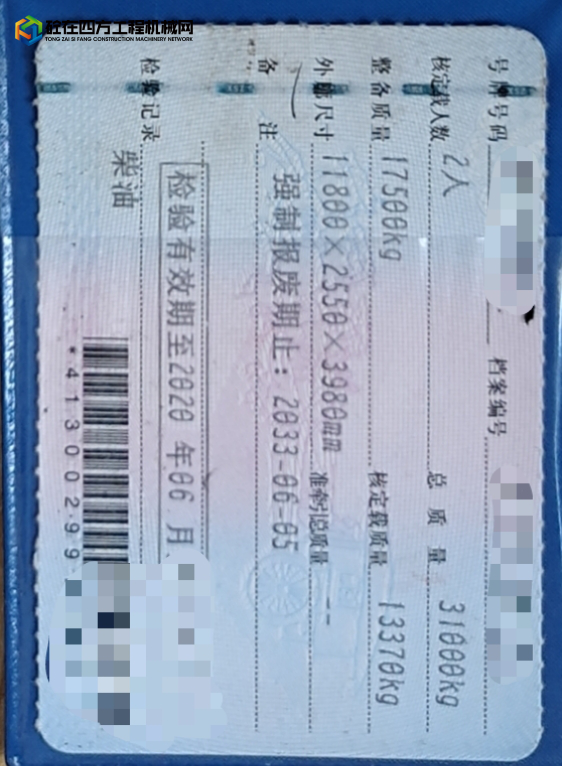 砼在四方工程机械网
TONG ZAI SI FANG CONSTRUCTION MACHINERY NETWORK
号牌号码 档案编号
核定载人数 2人 总质量 31000kg
整备质量 17500kg 核定载质量 13370kg
外廓尺寸 11800×2550×3980mm 准牵引总质量 --
备注 强制报废期止：2033-06-05
检验有效期至2020年06月
检验记录
柴油
*413000299